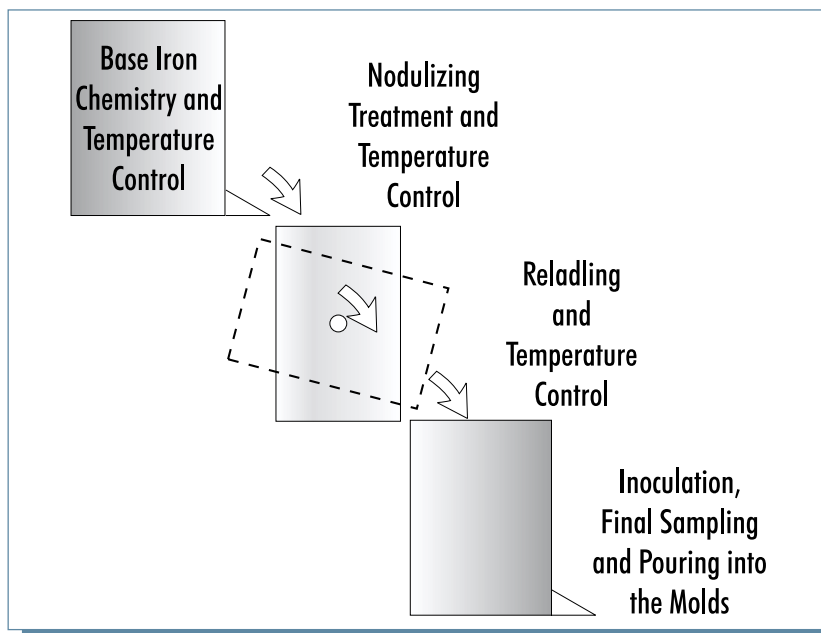 Base Iron
Chemistry and
Temperature
Control
Nodulizing
Treatment and
Temperature
Control
Reladling
and
Temperature
Control
Inoculation,
Final Sampling
and Pouring into
the Molds